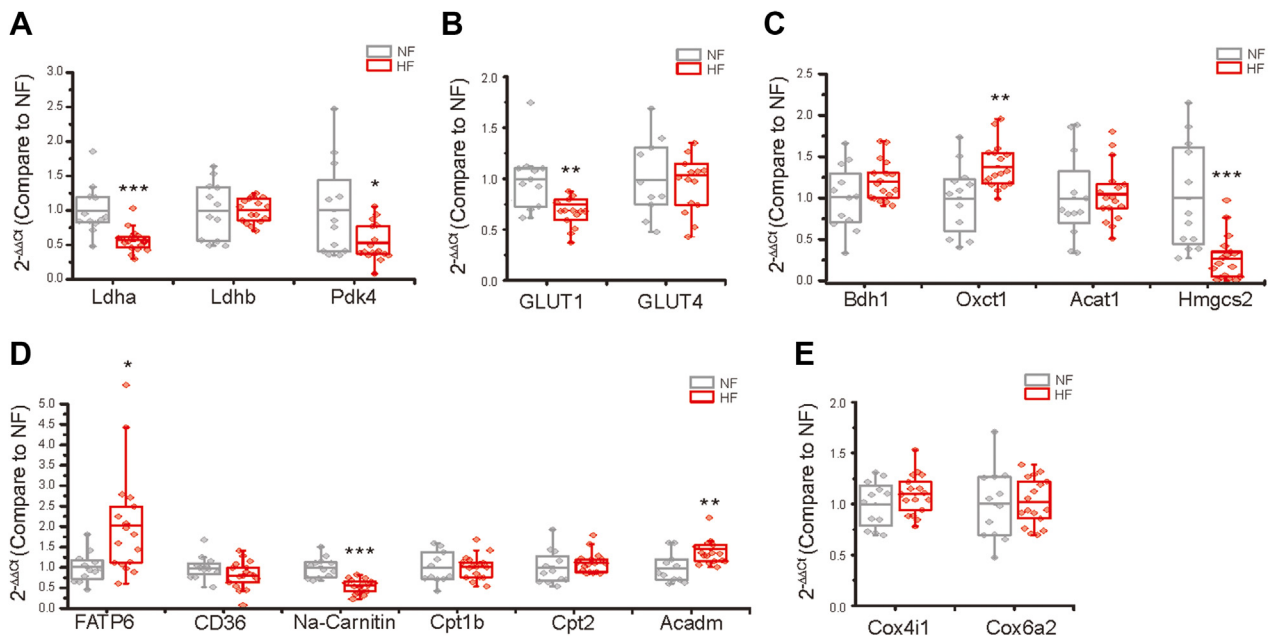 A
NF
HF
2-ΔΔCt (Compare to NF)
3.0
2.5
2.0
1.5
1.0
0.5
0.0
***
*
Ldha Ldhb Pdk4
B
NF
HF
2-ΔΔCt (Compare to NF)
2.0
1.5
1.0
0.5
0.0
**
GLUT1 GLUT4
C
NF
HF
2-ΔΔCt (Compare to NF)
2.5
2.0
1.5
1.0
0.5
0.0
**
***
Bdh1 Oxct1 Acat1 Hmgcs2
D
NF
HF
2-ΔΔCt (Compare to NF)
5.0
4.5
4.0
3.5
3.0
2.5
2.0
1.5
1.0
0.5
0.0
*
***
**
FATP6 CD36 Na-Carnitin Cpt1b Cpt2 Acadm
E
NF
HF
2-ΔΔCt (Compare to NF)
2.0
1.5
1.0
0.5
0.0
Cox4i1 Cox6a2